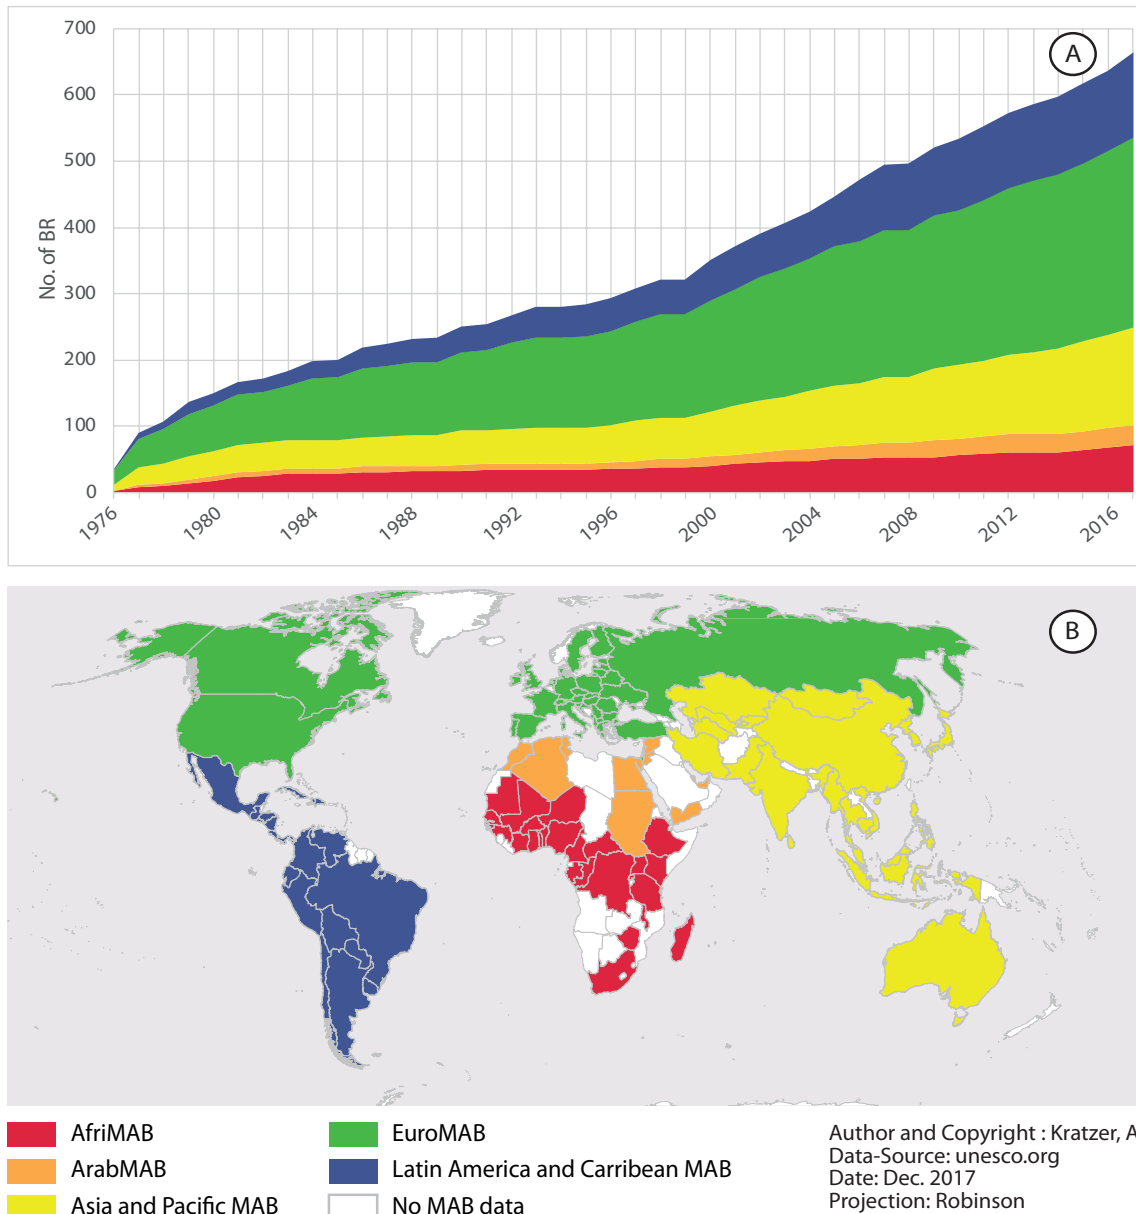 A
700
600
500
400
300
200
100
0
No. of BR
1976
1980
1984
1988
1992
1996
2000
2004
2008
2012
2016
B
AfriMAB
ArabMAB
Asia and Pacific MAB
EuroMAB
Latin America and Carribean MAB
No MAB data
Author and Copyright : Kratzer, A
Data-Source: unesco.org
Date: Dec. 2017
Projection: Robinson